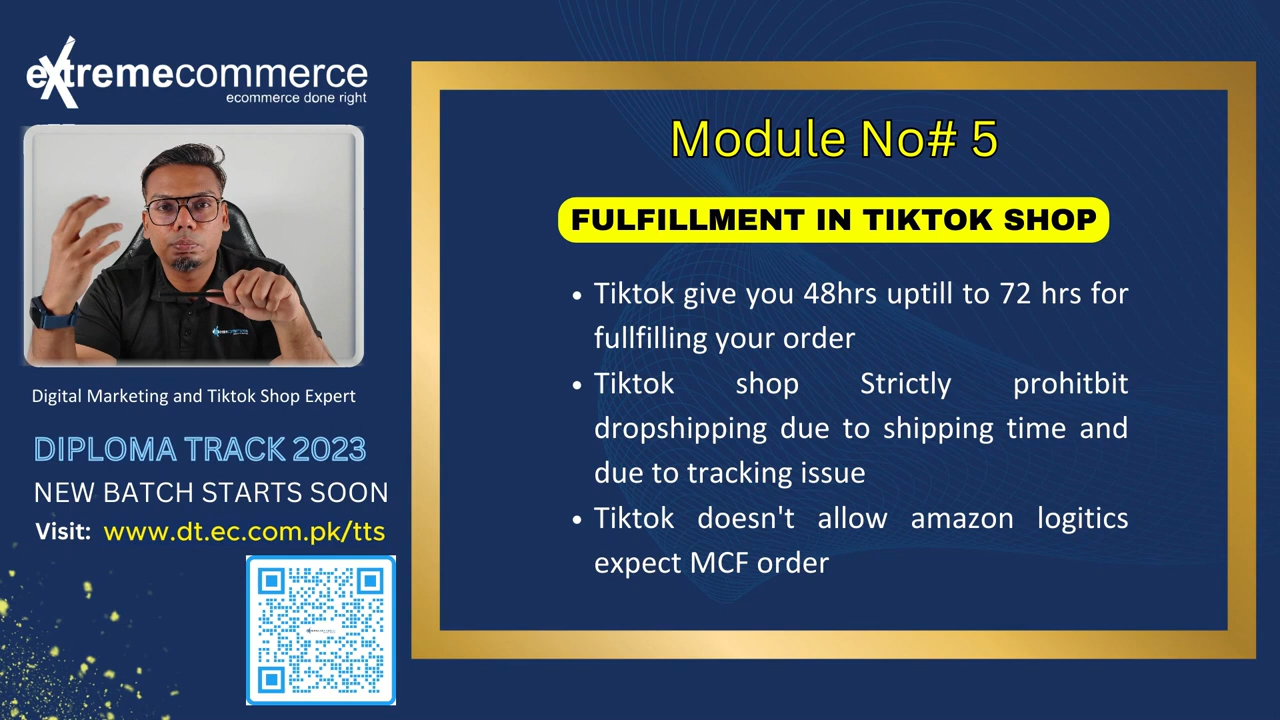 extremecommerce
ecommerce done right
Digital Marketing and Tiktok Shop Expert
DIPLOMA TRACK 2023
NEW BATCH STARTS SOON
Visit: www.dt.ec.com.pk/tts
Module No# 5
FULFILLMENT IN TIKTOK SHOP
• Tiktok give you 48hrs uptill to 72 hrs for
fullfilling your order
• Tiktok shop Strictly prohitbit
dropshipping due to shipping time and
due to tracking issue
• Tiktok doesn't allow amazon logitics
expect MCF order